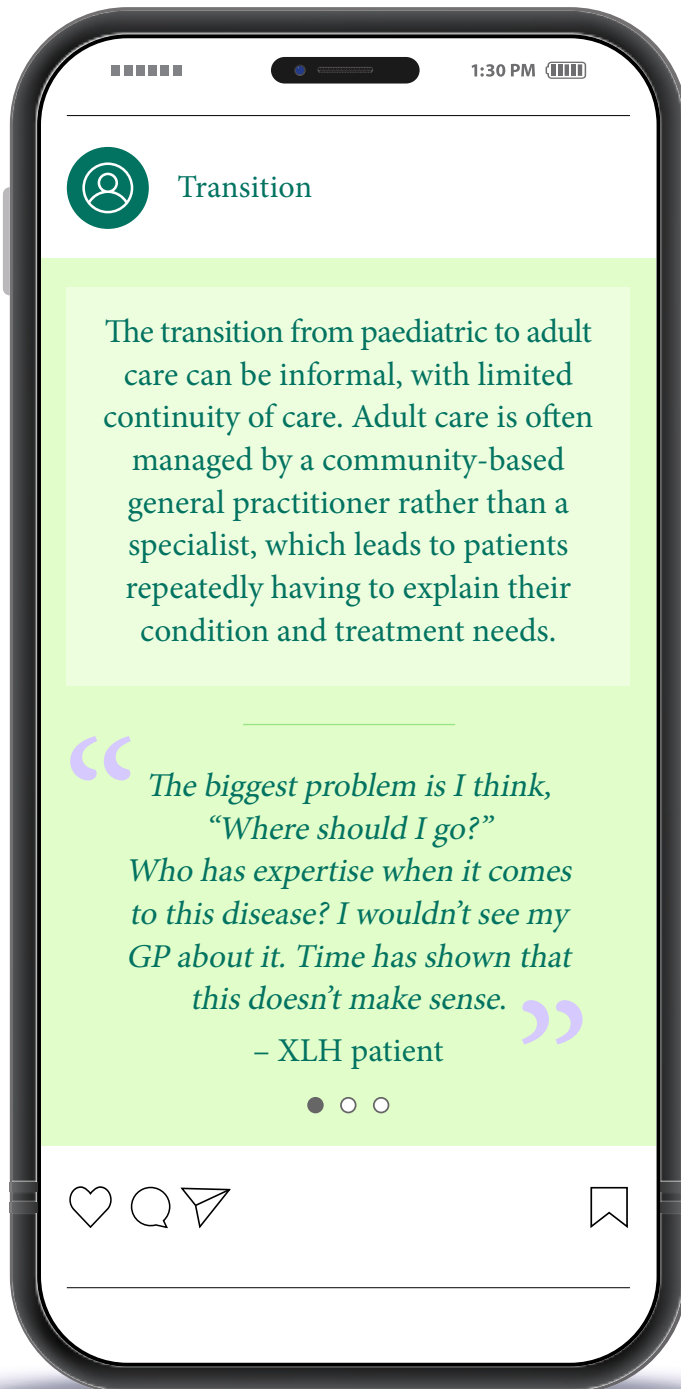 1:30 PM
Transition
The transition from paediatric to adult
care can be informal, with limited
continuity of care. Adult care is often
managed by a community-based
general practitioner rather than a
specialist, which leads to patients
repeatedly having to explain their
condition and treatment needs.
“
The biggest problem is I think,
“Where should I go?”
Who has expertise when it comes
to this disease? I wouldn’t see my
GP about it. Time has shown that
this doesn’t make sense.
”
– XLH patient